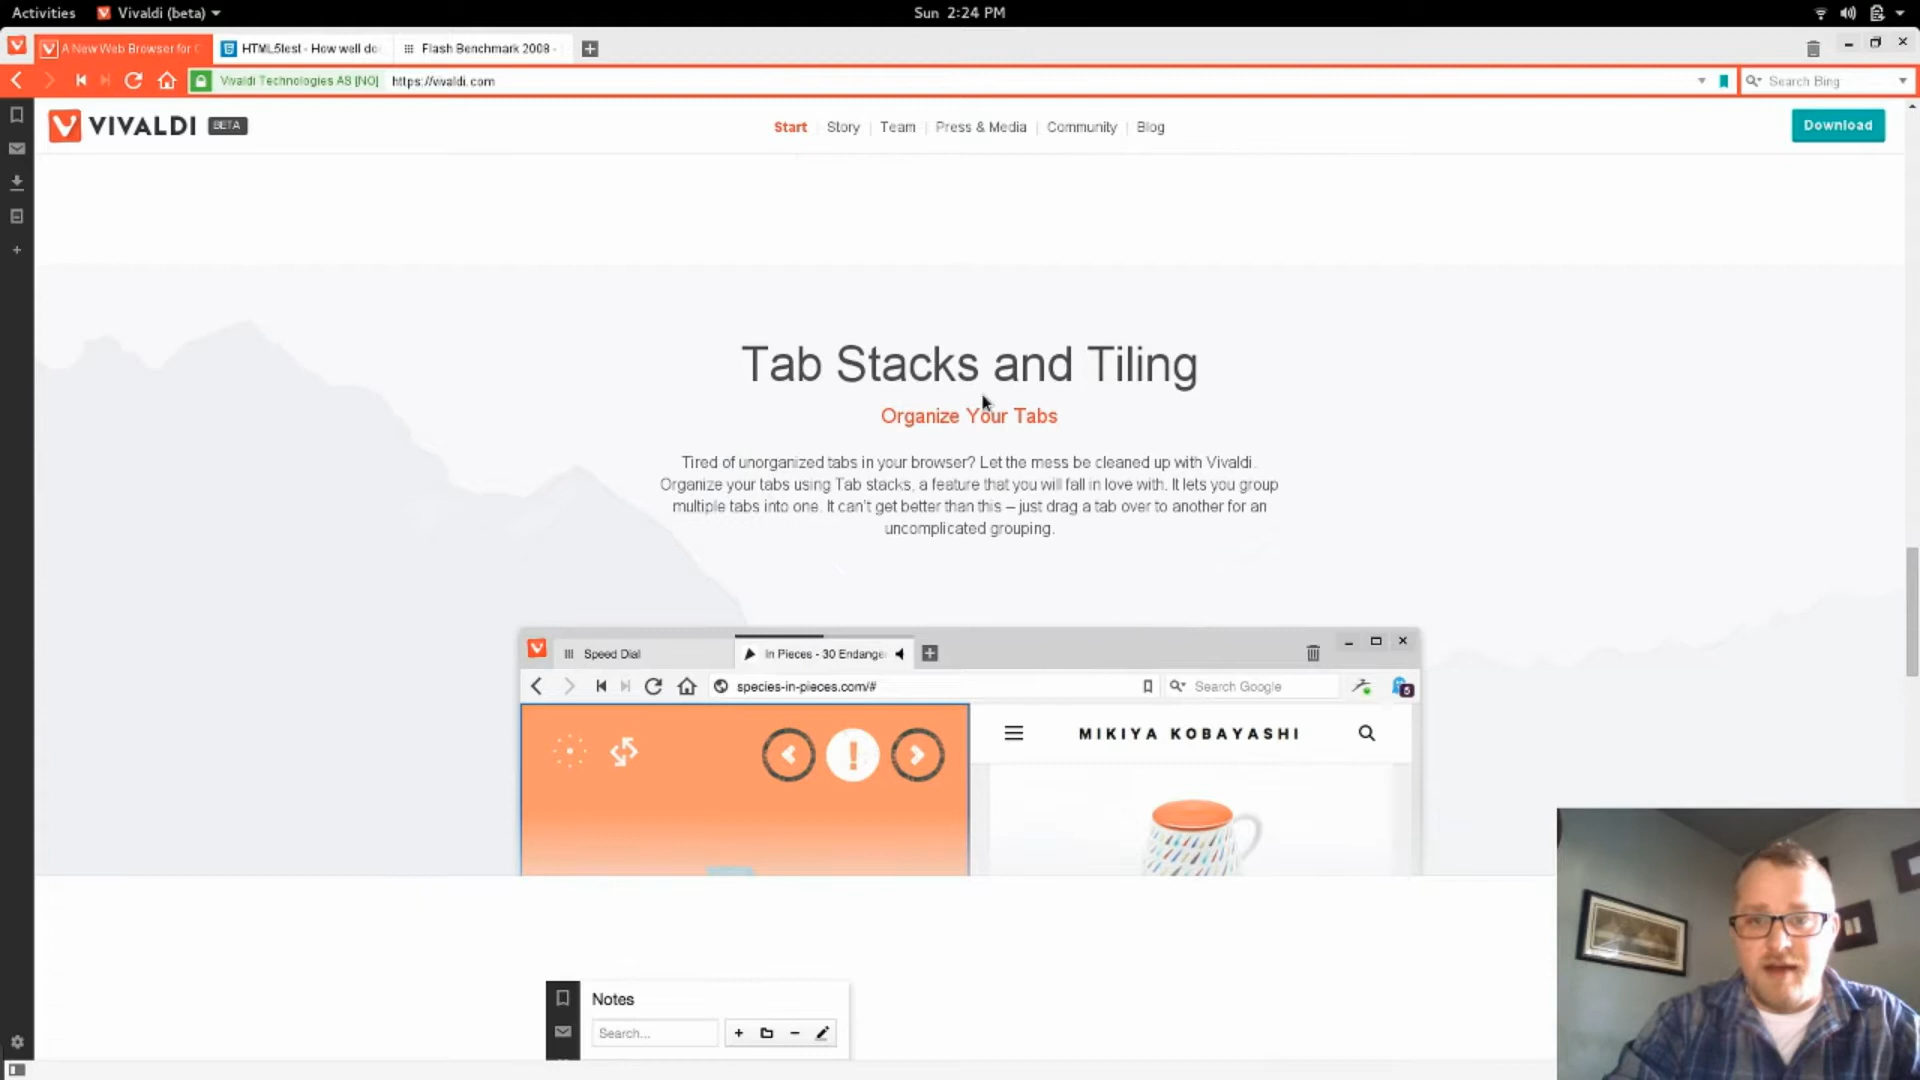 Activities
Vivaldi (beta)
Sun 2:24 PM
A New Web Browser for
HTML5test - How well do
Flash Benchmark 2008 -
Vivaldi Technologies AS [NO]
https://vivaldi.com
Search Bing
VIVALDI
BETA
Start
Story
Team
Press & Media
Community
Blog
Download
Tab Stacks and Tiling
Organize Your Tabs
Tired of unorganized tabs in your browser? Let the mess be cleaned up with Vivaldi.
Organize your tabs using Tab stacks, a feature that you will fall in love with. It lets you group
multiple tabs into one. It can't get better than this – just drag a tab over to another for an
uncomplicated grouping.
Speed Dial
In Pieces - 30 Endange
species-in-pieces.com/#
Search Google
5
!
MIKIYA KOBAYASHI
Notes
Search...